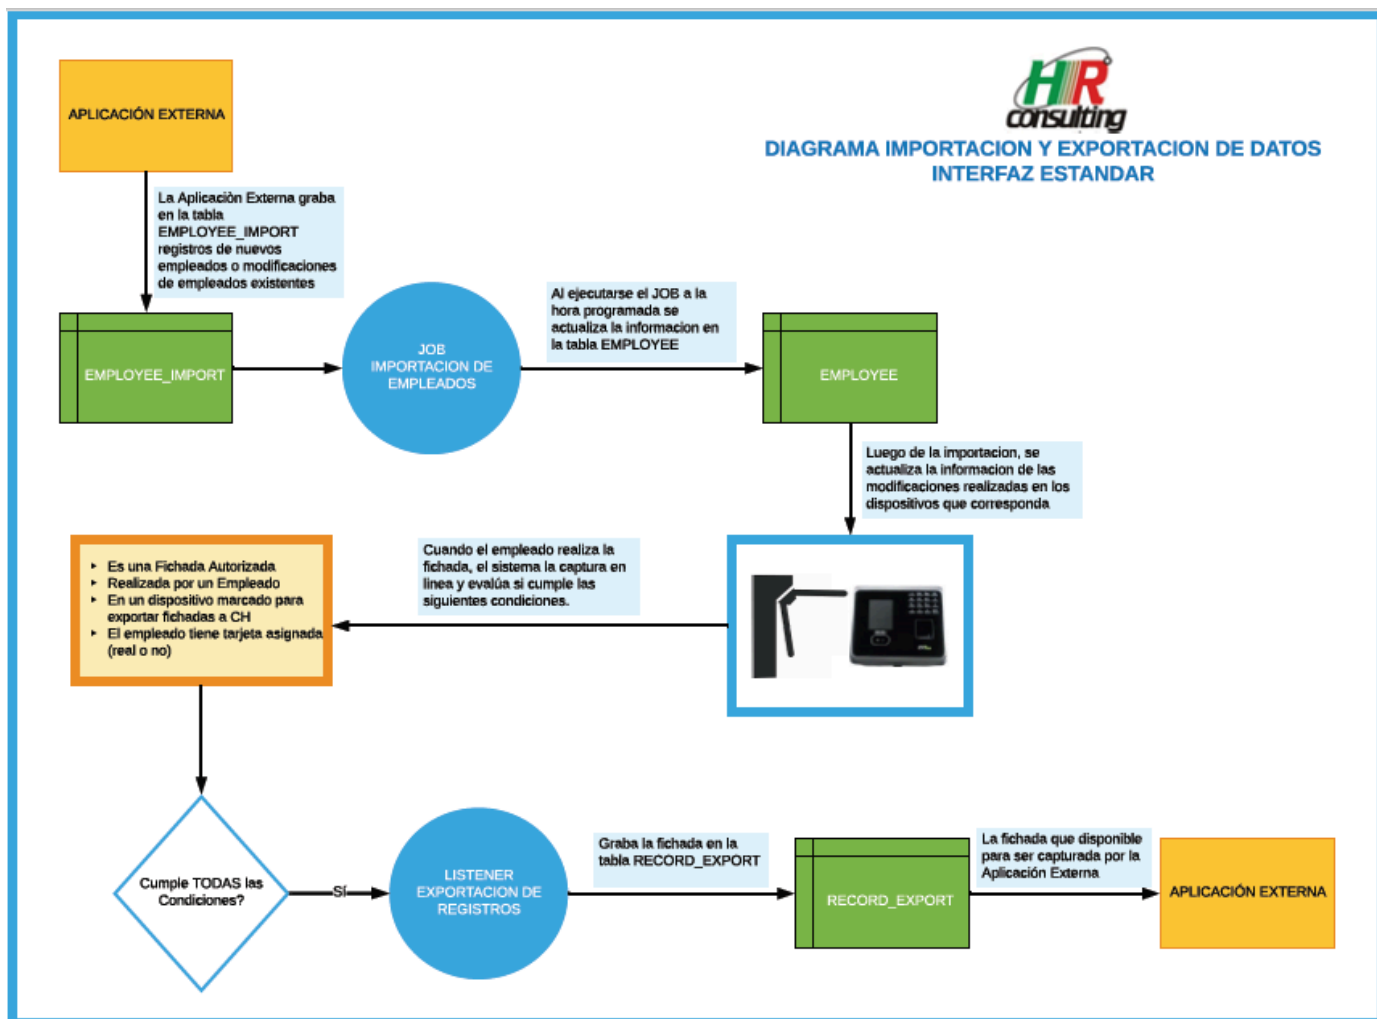 HR
consulting
DIAGRAMA IMPORTACION Y EXPORTACION DE DATOS
INTERFAZ ESTANDAR
APLICACIÓN EXTERNA
La Aplicaciòn Externa graba
en la tabla
EMPLOYEE_IMPORT
registros de nuevos
empleados o modificaciones
de empleados existentes
EMPLOYEE_IMPORT
JOB
IMPORTACION DE
EMPLEADOS
Al ejecutarse el JOB a la
hora programada se
actualiza la informacion en
la tabla EMPLOYEE
EMPLOYEE
Luego de la importacion, se
actualiza la informacion de las
modificaciones realizadas en los
dispositivos que corresponda
Cuando el empleado realiza la
fichada, el sistema la captura en
linea y evalúa si cumple las
siguientes condiciones.
‣ Es una Fichada Autorizada
‣ Realizada por un Empleado
‣ En un dispositivo marcado para
exportar fichadas a CH
‣ El empleado tiene tarjeta asignada
(real o no)
Cumple TODAS las
Condiciones?
Sí
LISTENER
EXPORTACION DE
REGISTROS
Graba la fichada en la
tabla RECORD_EXPORT
RECORD_EXPORT
La fichada que disponible
para ser capturada por la
Aplicación Externa
APLICACIÓN EXTERNA